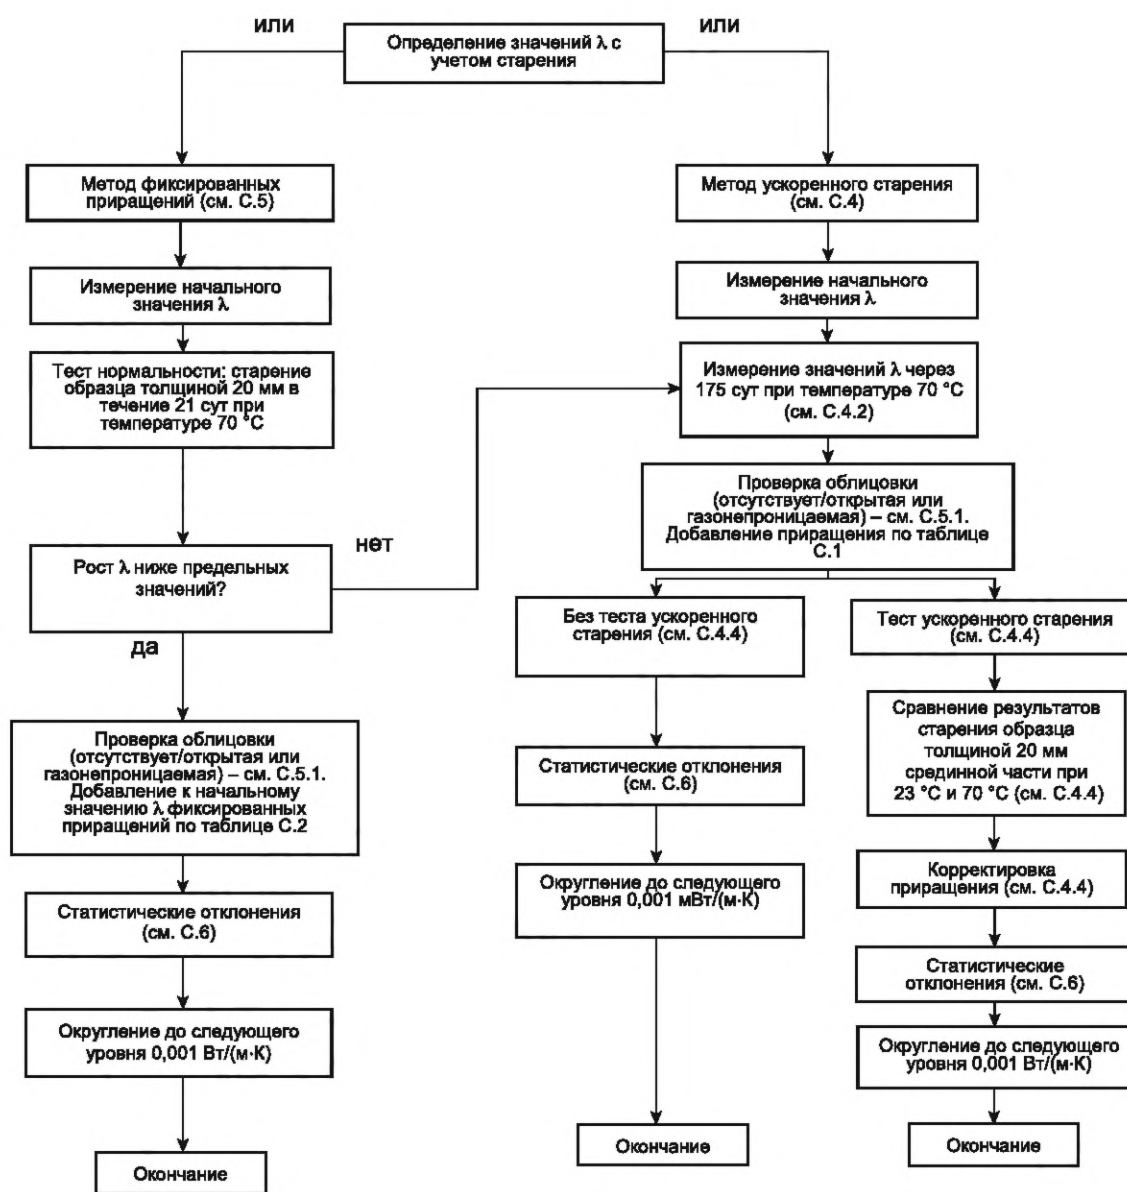 или
Определение значений λ с
учетом старения
или
Метод фиксированных
приращений (см. С.5)
Измерение начального
значения λ
Тест нормальности: старение
образца толщиной 20 мм в
течение 21 сут при
температуре 70 °С
Рост λ ниже предельных
значений?
нет
да
Проверка облицовки
(отсутствует/открытая или
газонепроницаемая) – см. С.5.1.
Добавление к начальному
значению λ фиксированных
приращений по таблице С.2
Статистические отклонения
(см. С.6)
Округление до следующего
уровня 0,001 Вт/(м·К)
Окончание
Метод ускоренного старения
(см. С.4)
Измерение начального
значения λ
Измерение значений λ через
175 сут при температуре 70 °С
(см. С.4.2)
Проверка облицовки
(отсутствует/открытая или
газонепроницаемая) – см. С.5.1.
Добавление приращения по таблице
С.1
Без теста ускоренного
старения (см. С.4.4)
Статистические отклонения
(см. С.6)
Округление до следующего
уровня 0,001 мВт/(м·К)
Окончание
Тест ускоренного старения
(см. С.4.4)
Сравнение результатов
старения образца
толщиной 20 мм
срединной части при
23 °С и 70 °С (см. С.4.4)
Корректировка
приращения (см. С.4.4)
Статистические
отклонения (см. С.6)
Округление до следующего
уровня 0,001 Вт/(м·К)
Окончание